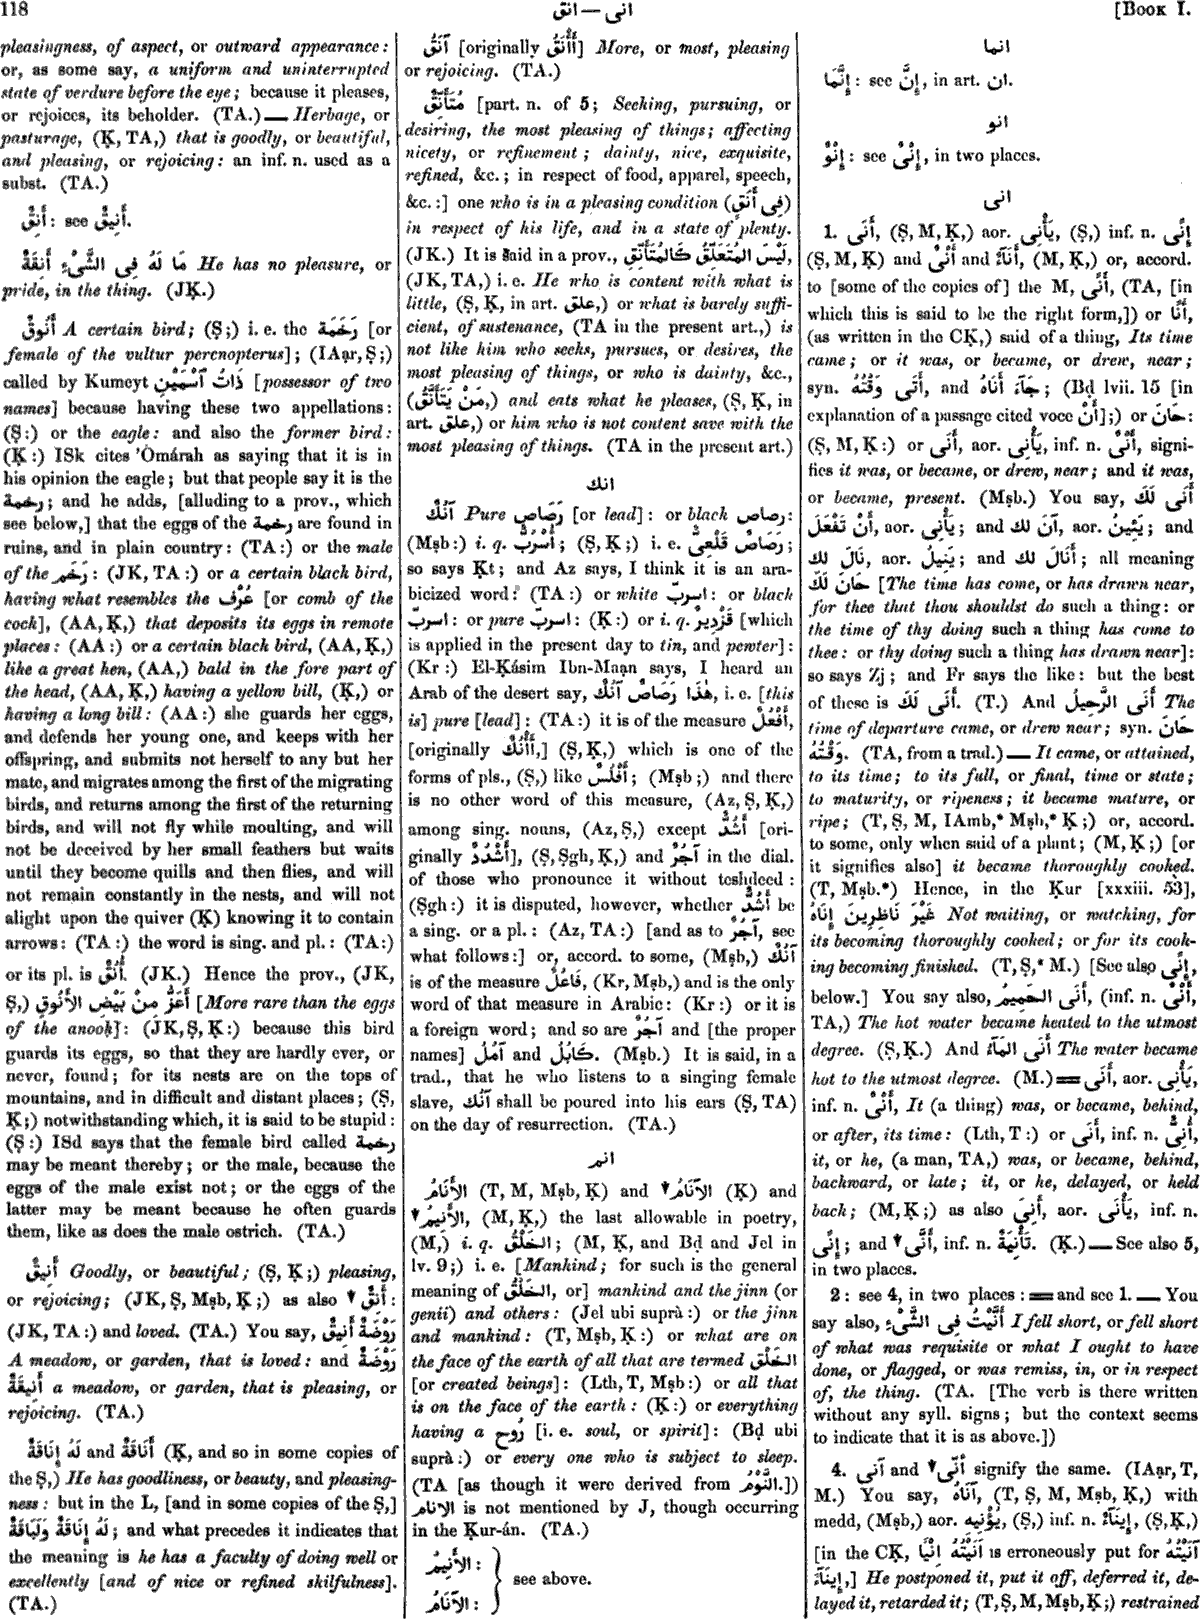 118
انى — انق
[BOOK I.
pleasingness, of aspect, or outward appearance:
or, as some say, a uniform and uninterrupted
state of verdure before the eye; because it pleases,
or rejoices, its beholder. (TA.) — Herbage, or
pasturage, (Ḳ, TA,) that is goodly, or beautiful,
and pleasing, or rejoicing: an inf. n. used as a
subst. (TA.)
أَنِقٌ: see أَنِيقٌ.
مَا لَهُ فِى الشَّىْءِ أَنَقَةٌ He has no pleasure, or
pride, in the thing. (JḲ.)
أَنُوقٌ A certain bird; (Ṣ;) i. e. the رَخَمَة [or
female of the vultur percnopterus]; (IAạr, Ṣ;)
called by Kumeyt ذَاتُ ٱسْمَيْنِ [possessor of two
names] because having these two appellations:
(Ṣ:) or the eagle: and also the former bird:
(Ḳ:) ISk cites 'Omárah as saying that it is in
his opinion the eagle; but that people say it is the
رخمة; and he adds, [alluding to a prov., which
see below,] that the eggs of the رخمة are found in
ruins, and in plain country: (TA:) or the male
of the رَخَم: (JK, TA:) or a certain black bird,
having what resembles the عُرْف [or comb of the
cock], (AA, Ḳ,) that deposits its eggs in remote
places: (AA:) or a certain black bird, (AA, Ḳ,)
like a great hen, (AA,) bald in the fore part of
the head, (AA, Ḳ,) having a yellow bill, (Ḳ,) or
having a long bill: (AA:) she guards her eggs,
and defends her young one, and keeps with her
offspring, and submits not herself to any but her
mate, and migrates among the first of the migrating
birds, and returns among the first of the returning
birds, and will not fly while moulting, and will
not be deceived by her small feathers but waits
until they become quills and then flies, and will
not remain constantly in the nests, and will not
alight upon the quiver (Ḳ) knowing it to contain
arrows: (TA:) the word is sing. and pl.: (TA:)
or its pl. is أُنُقٌ. (JK.) Hence the prov., (JK,
Ṣ,) أَعَزُّ مِنْ بَيْضِ الأَنُوقِ [More rare than the eggs
of the anook]: (JK, Ṣ, Ḳ:) because this bird
guards its eggs, so that they are hardly ever, or
never, found; for its nests are on the tops of
mountains, and in difficult and distant places; (Ṣ,
Ḳ;) notwithstanding which, it is said to be stupid:
(Ṣ:) ISd says that the female bird called رخمة
may be meant thereby; or the male, because the
eggs of the male exist not; or the eggs of the
latter may be meant because he often guards
them, like as does the male ostrich. (TA.)
أَنِيقٌ Goodly, or beautiful; (Ṣ, Ḳ;) pleasing,
or rejoicing; (JK, Ṣ, Mṣb, Ḳ;) as also ▼ أَنِقٌ:
(JK, TA:) and loved. (TA.) You say, رَوْضَةٌ أَنِيقٌ
A meadow, or garden, that is loved: and رَوْضَةٌ
أَنِيقَةٌ a meadow, or garden, that is pleasing, or
rejoicing. (TA.)
لَهُ إِنَاقَةٌ and أَنَاقَةٌ (Ḳ, and so in some copies of
the Ṣ,) He has goodliness, or beauty, and pleasing-
ness: but in the L, [and in some copies of the Ṣ,]
لَهُ إِنَاقَةٌ وَلَبَاقَةٌ; and what precedes it indicates that
the meaning is he has a faculty of doing well or
excellently [and of nice or refined skilfulness].
(TA.)
آنَقُ [originally أَأْنَقُ] More, or most, pleasing
or rejoicing. (TA.)
مُتَأَنِّقٌ [part. n. of 5; Seeking, pursuing, or
desiring, the most pleasing of things; affecting
nicety, or refinement; dainty, nice, exquisite,
refined, &c.; in respect of food, apparel, speech,
&c.:] one who is in a pleasing condition (فِى أَنَقٍ)
in respect of his life, and in a state of plenty.
(JK.) It is said in a prov., لَيْسَ المُتَعَلِّقُ كَالمُتَأَنِّقِ,
(JK, TA,) i. e. He who is content with what is
little, (Ṣ, Ḳ, in art. علق,) or what is barely suffi-
cient, of sustenance, (TA in the present art.,) is
not like him who seeks, pursues, or desires, the
most pleasing of things, or who is dainty, &c.,
(مَنْ يَتَأَنَّقُ,) and eats what he pleases, (Ṣ, Ḳ, in
art. علق,) or him who is not content save with the
most pleasing of things. (TA in the present art.)
انك
آنُكٌ Pure رَصَاص [or lead]: or black رصاص:
(Mṣb:) i. q. أُسْرُبٌّ; (Ṣ, Ḳ;) i. e. رَصَاصٌ قَلْعِىٌّ;
so says Ḳt; and Az says, I think it is an ara-
bicized word: (TA:) or white اسربّ: or black
اسربّ: or pure اسربّ: (Ḳ:) or i. q. قَزْدِيرٌ [which
is applied in the present day to tin, and pewter]:
(Kr:) El-Ḳásim Ibn-Maạn says, I heard an
Arab of the desert say, هٰذَا رَصَاصٌ آنُكٌ, i. e. [this
is] pure [lead]: (TA:) it is of the measure أَفْعُلٌ,
[originally أَأْنُكٌ,] (Ṣ, Ḳ,) which is one of the
forms of pls., (Ṣ,) like أَفْلُسٌ; (Mṣb;) and there
is no other word of this measure, (Az, Ṣ, Ḳ,)
among sing. nouns, (Az, Ṣ,) except أَشُدٌّ [ori-
ginally أَشْدُدٌ], (Ṣ, Ṣgh, Ḳ,) and آجُرٌ in the dial.
of those who pronounce it without teshdeed:
(Ṣgh:) it is disputed, however, whether أَشُدٌّ be
a sing. or a pl.: (Az, TA:) [and as to آجُرٌ, see
what follows:] or, accord. to some, (Mṣb,) آنُكٌ
is of the measure فَاعُلٌ, (Kr, Mṣb,) and is the only
word of that measure in Arabic: (Kr:) or it is
a foreign word; and so are آجُرٌ and [the proper
names] آمُلُ and كَابُلُ. (Mṣb.) It is said, in a
trad., that he who listens to a singing female
slave, آنُك shall be poured into his ears (Ṣ, TA)
on the day of resurrection. (TA.)
انم
الأَنَامُ (T, M, Mṣb, Ḳ) and ▼ الآنَامُ (Ḳ) and
▼ الأَنِيمُ, (M, Ḳ,) the last allowable in poetry,
(M,) i. q. الخَلْقُ; (M, Ḳ, and Bḍ and Jel in
lv. 9;) i. e. [Mankind; for such is the general
meaning of الخَلْقُ, or] mankind and the jinn (or
genii) and others: (Jel ubi suprà:) or the jinn
and mankind: (T, Mṣb, Ḳ:) or what are on
the face of the earth of all that are termed الخَلْق
[or created beings]: (Lth, T, Mṣb:) or all that
is on the face of the earth: (Ḳ:) or everything
having a رُوح [i. e. soul, or spirit]: (Bḍ ubi
suprà:) or every one who is subject to sleep.
(TA [as though it were derived from النَّوْمُ.])
الانام is not mentioned by J, though occurring
in the Ḳur-án. (TA.)
الأَنِيمُ:
الآنَامُ:
see above.
انما
إِنَّمَا: see إِنَّ, in art. ان.
انو
إِنْوٌ: see إِنْىٌ, in two places.
انى
1. أَنَى, (Ṣ, M, Ḳ,) aor. يَأْنِى, (Ṣ,) inf. n. إِنًى
(Ṣ, M, Ḳ) and أَنْىٌ and أَنَآءٌ, (M, Ḳ,) or, accord.
to [some of the copies of] the M, أَنًى, (TA, [in
which this is said to be the right form,]) or أَنًا,
(as written in the CḲ,) said of a thing, Its time
came; or it was, or became, or drew, near;
syn. أَتَى وَقْتُهُ, and جَآءَ أَنَاهُ; (Bḍ lvii. 15 [in
explanation of a passage cited voce أَنْ];) or حَانَ:
(Ṣ, M, Ḳ:) or أَنَى, aor. يَأْنِى, inf. n. أَنْىٌ, signi-
fies it was, or became, or drew, near; and it was,
or became, present. (Mṣb.) You say, أَنَى لَكَ
أَنْ تَفْعَلَ, aor. يَأْنِى; and آنَ لك, aor. يَئِينُ; and
نَالَ لك, aor. يَنِيلُ; and أَنَالَ لك; all meaning
حَانَ لَكَ [The time has come, or has drawn near,
for thee that thou shouldst do such a thing: or
the time of thy doing such a thing has come to
thee: or thy doing such a thing has drawn near]:
so says Zj; and Fr says the like: but the best
of these is أَنَى لَكَ. (T.) And أَنَى الرَّحِيلُ The
time of departure came, or drew near; syn. حَانَ
وَقْتُهُ. (TA, from a trad.) — It came, or attained,
to its time; to its full, or final, time or state;
to maturity, or ripeness; it became mature, or
ripe; (T, Ṣ, M, IAmb,* Mṣb,* Ḳ;) or, accord.
to some, only when said of a plant; (M, Ḳ;) [or
it signifies also] it became thoroughly cooked.
(T, Mṣb.*) Hence, in the Ḳur [xxxiii. 53],
غَيْرَ نَاظِرِينَ إِنَاهُ Not waiting, or watching, for
its becoming thoroughly cooked; or for its cook-
ing becoming finished. (T, Ṣ,* M.) [See also إِنًى,
below.] You say also, أَنَى الحَمِيمُ, (inf. n. أَنْىٌ,
TA,) The hot water became heated to the utmost
degree. (Ṣ, Ḳ.) And أَنَى المَآءُ The water became
hot to the utmost degree. (M.) = أَنَى, aor. يَأْنِى,
inf. n. أَنْىٌ, It (a thing) was, or became, behind,
or after, its time: (Lth, T:) or أَنَى, inf. n. أُنِىٌّ,
it, or he, (a man, TA,) was, or became, behind,
backward, or late; it, or he, delayed, or held
back; (M, Ḳ;) as also أَنِىَ, aor. يَأْنَى, inf. n.
إِنًى; and ▼ أَنَّى, inf. n. تَأْنِيَةٌ. (Ḳ.) — See also 5,
in two places.
2: see 4, in two places: = and see 1. — You
say also, أَنَّيْتُ فِى الشَّىْءِ I fell short, or fell short
of what was requisite or what I ought to have
done, or flagged, or was remiss, in, or in respect
of, the thing. (TA. [The verb is there written
without any syll. signs; but the context seems
to indicate that it is as above.])
4. آنَى and ▼ أَنَّى signify the same. (IAạr, T,
M.) You say, آنَاهُ, (T, Ṣ, M, Mṣb, Ḳ,) with
medd, (Mṣb,) aor. يُؤْنِيهِ, (Ṣ,) inf. n. إِينَآءٌ, (Ṣ, Ḳ,)
[in the CḲ, آنَيْتُهُ إِنْيًا is erroneously put for آنَيْتُهُ
إِينَآءً,] He postponed it, put it off, deferred it, de-
layed it, retarded it; (T, Ṣ, M, Mṣb, Ḳ;) restrained